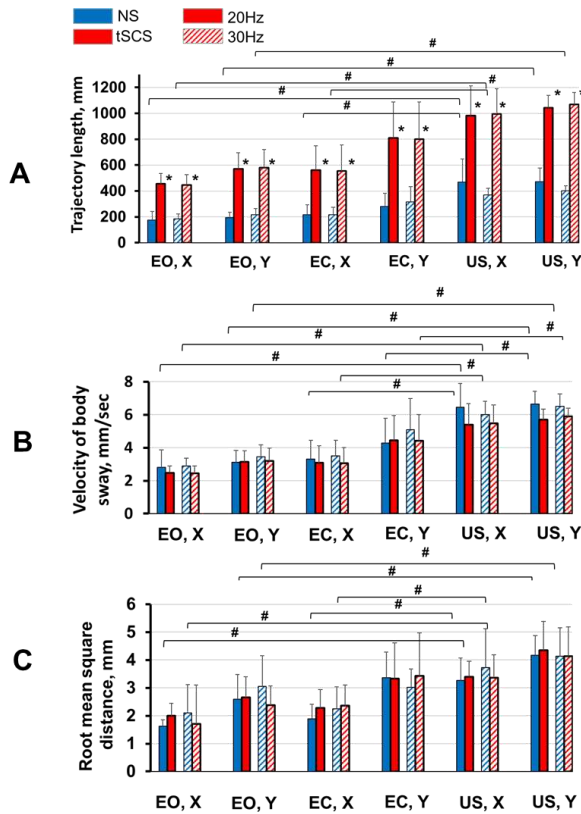 NS
20Hz
tSCS
30Hz
#
#
#
#
#
#
A
Trajectory length, mm
1200
1000
800
600
400
200
0
* * * * * * * * * * * *
EO, X EO, Y EC, X EC, Y US, X US, Y
#
#
# #
# #
# #
B
Velocity of body
sway, mm/sec
8
6
4
2
0
EO, X EO, Y EC, X EC, Y US, X US, Y
#
#
#
#
#
#
C
Root mean square
distance, mm
6
5
4
3
2
1
0
EO, X EO, Y EC, X EC, Y US, X US, Y